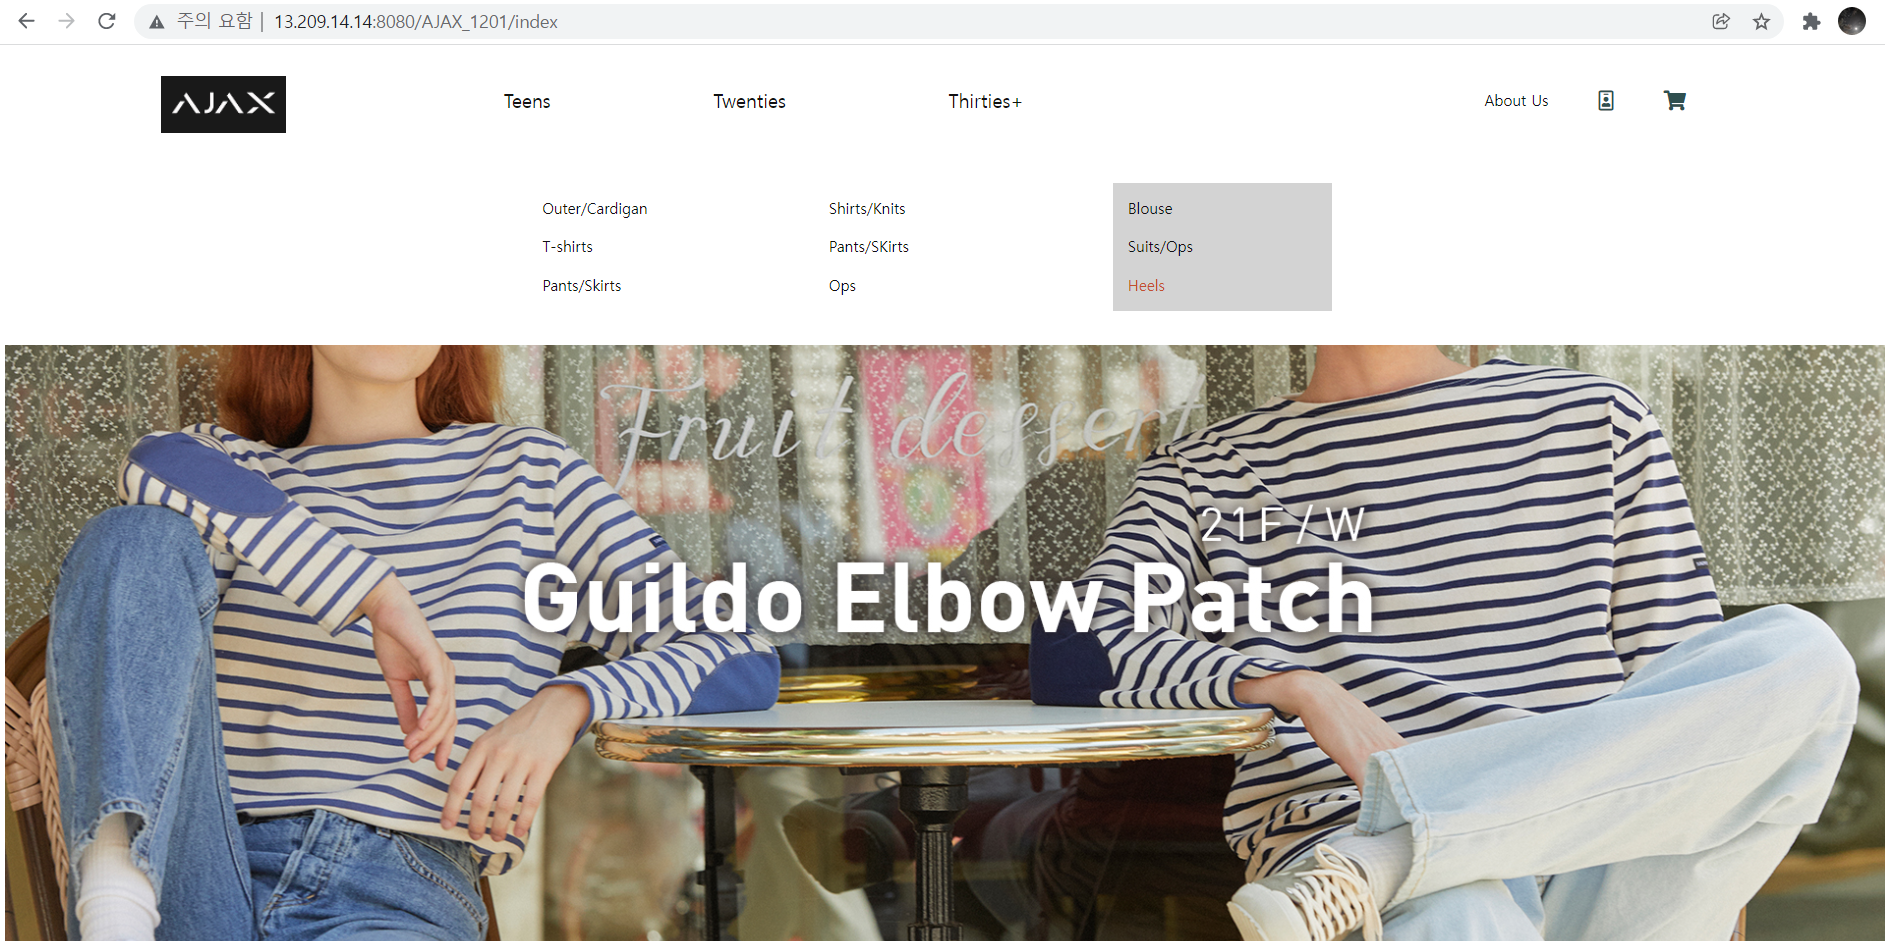 주의 요함 | 13.209.14.14:8080/AJAX_1201/index
AJAX
Teens Twenties Thirties+ About Us
Outer/Cardigan Shirts/Knits Blouse
T-shirts Pants/SKirts Suits/Ops
Pants/Skirts Ops Heels
Fruit dessert
21F/W
Guildo Elbow Patch